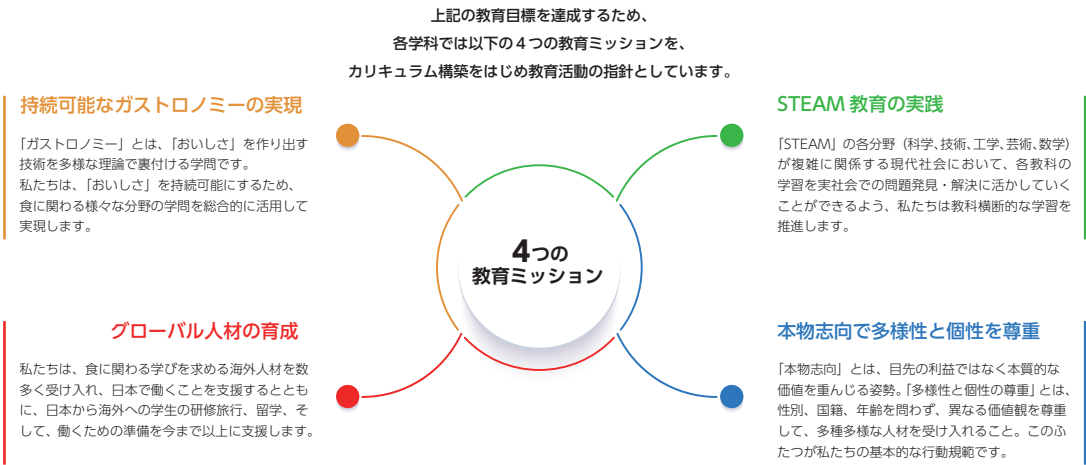 上記の教育目標を達成するため、
各学科では以下の4つの教育ミッションを、
カリキュラム構築をはじめ教育活動の指針としています。
持続可能なガストロノミーの実現
「ガストロノミー」とは、「おいしさ」を作り出す
技術を多様な理論で裏付ける学問です。
私たちは、「おいしさ」を持続可能にするため、
食に関わる様々な分野の学問を総合的に活用して
実現します。
STEAM 教育の実践
「STEAM」の各分野（科学、技術、工学、芸術、数学）
が複雑に関係する現代社会において、各教科の
学習を実社会での問題発見・解決に活かしていく
ことができるよう、私たちは教科横断的な学習を
推進します。
4つの
教育ミッション
グローバル人材の育成
私たちは、食に関わる学びを求める海外人材を数
多く受け入れ、日本で働くことを支援するととも
に、日本から海外への学生の研修旅行、留学、そ
して、働くための準備を今まで以上に支援します。
本物志向で多様性と個性を尊重
「本物志向」とは、目先の利益ではなく本質的な
価値を重んじる姿勢。「多様性と個性の尊重」とは、
性別、国籍、年齢を問わず、異なる価値観を尊重
して、多種多様な人材を受け入れること。このふ
たつが私たちの基本的な行動規範です。